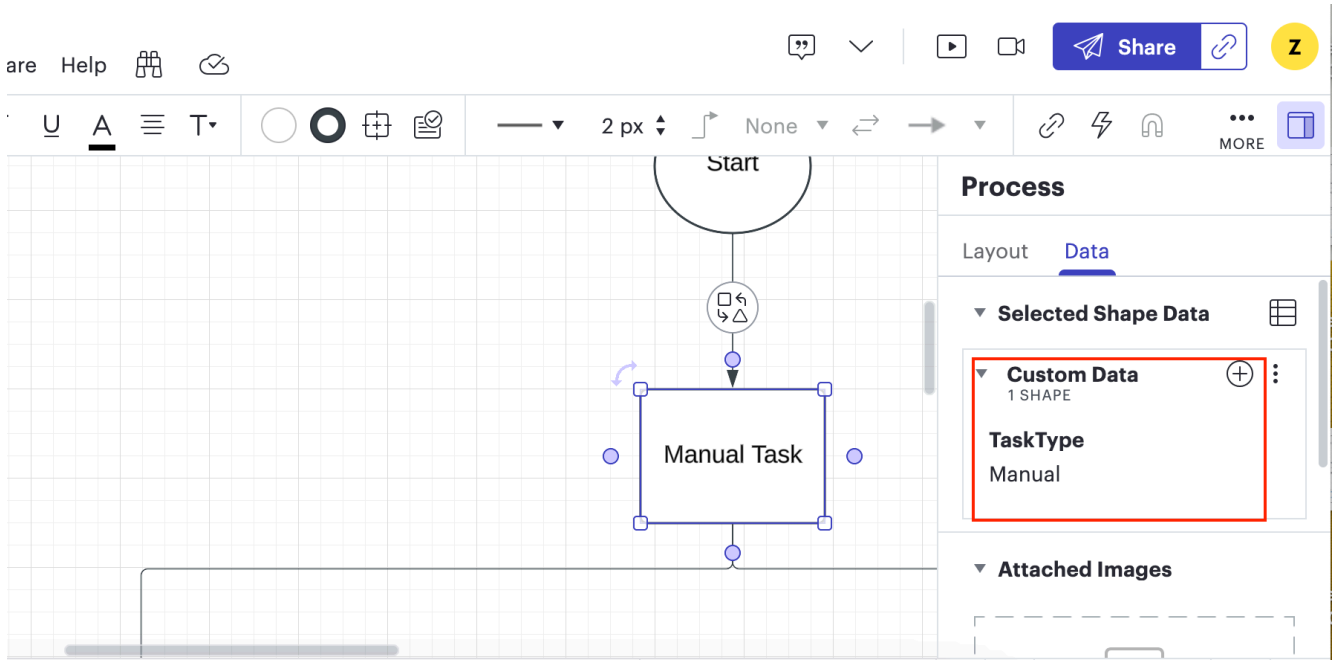 are Help
Share
Z
U A T
2 px
None
MORE
Start
Process
Layout Data
Selected Shape Data
Custom Data
1 SHAPE
Manual Task
TaskType
Manual
Attached Images